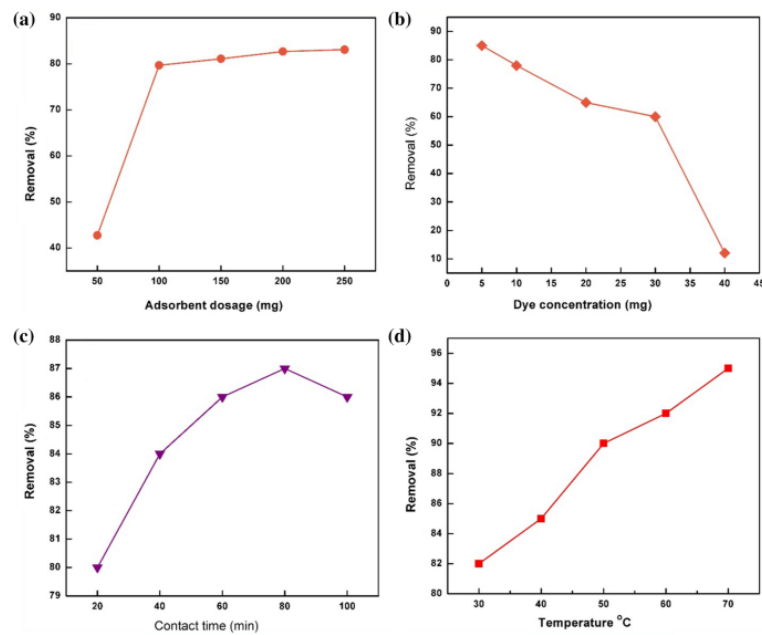 (a)
90
80
70
60
50
40
Removal (%)
50 100 150 200 250
Adsorbent dosage (mg)
(b)
90
80
70
60
50
40
30
20
10
Removal (%)
0 5 10 15 20 25 30 35 40 45
Dye concentration (mg)
(c)
88
87
86
85
84
83
82
81
80
79
Removal (%)
20 40 60 80 100
Contact time (min)
(d)
96
94
92
90
88
86
84
82
80
Removal (%)
30 40 50 60 70
Temperature °C